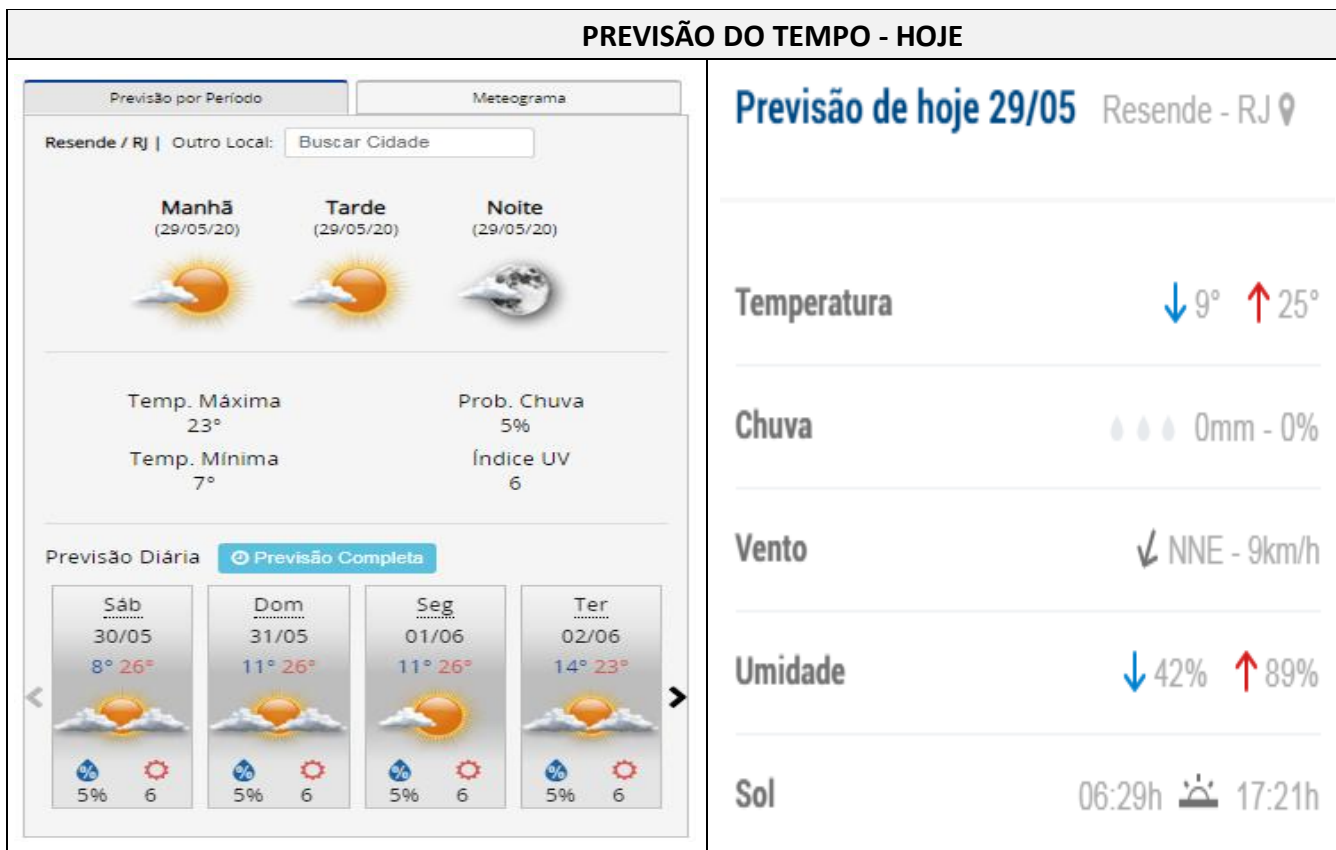 PREVISÃO DO TEMPO - HOJE
Previsão por Período
Meteograma
Resende / RJ | Outro Local: Buscar Cidade
Manhã Tarde Noite
(29/05/20) (29/05/20) (29/05/20)
Temp. Máxima Prob. Chuva
23° 5%
Temp. Mínima Índice UV
7° 6
Previsão Diária Previsão Completa
Sáb Dom Seg Ter
30/05 31/05 01/06 02/06
8° 26° 11° 26° 11° 26° 14° 23°
% % % %
5% 6 5% 6 5% 6 5% 6
Previsão de hoje 29/05 Resende - RJ
Temperatura 9° 25°
Chuva 0mm - 0%
Vento NNE - 9km/h
Umidade 42% 89%
Sol 06:29h 17:21h